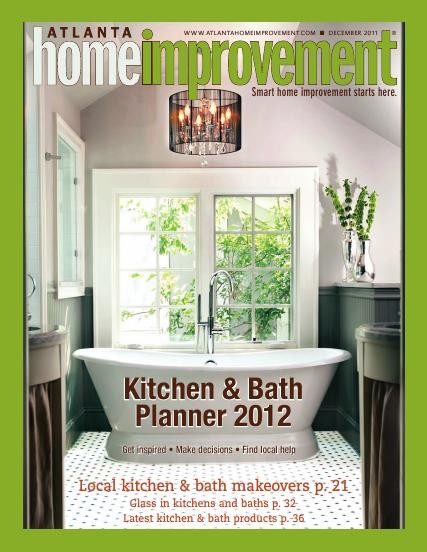 ATLANTA
WWW.ATLANTAHOMEIMPROVEMENT.COM ■ DECEMBER 2011
homeimprovement®
Smart home improvement starts here.
Kitchen & Bath
Planner 2012
Get inspired • Make decisions • Find local help
Local kitchen & bath makeovers p. 21
Glass in kitchens and baths p. 32
Latest kitchen & bath products p. 36